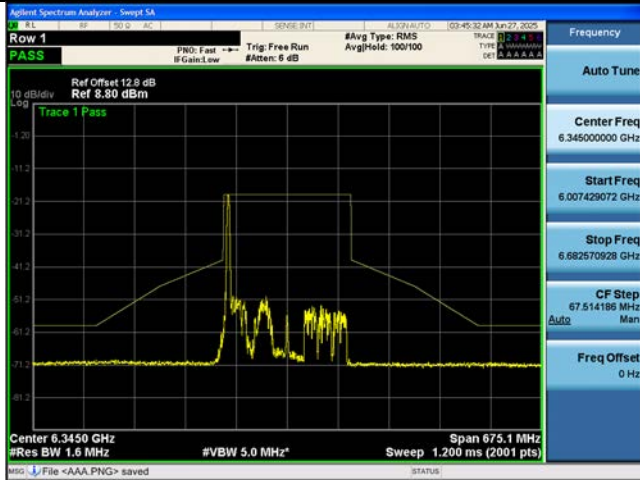 Agilent Spectrum Analyzer - Swept SA
RL RF 50 Ω AC SENSE:INT ALIGN AUTO 03:45:32 AM Jun 27, 2025
Row 1
PASS
PNO: Fast
IFGain:Low
Trig: Free Run
#Atten: 6 dB
#Avg Type: RMS
Avg|Hold: 100/100
TRACE 1 2 3 4 5 6
TYPE
DET A A A A A A
Frequency
Ref Offset 12.8 dB
Ref 8.80 dBm
10 dB/div
Log
Trace 1 Pass
-1.20
-11.2
-21.2
-31.2
-41.2
-51.2
-61.2
-71.2
-81.2
Center 6.3450 GHz
#Res BW 1.6 MHz
#VBW 5.0 MHz*
Span 675.1 MHz
Sweep 1.200 ms (2001 pts)
Auto Tune
Center Freq
6.345000000 GHz
Start Freq
6.007429072 GHz
Stop Freq
6.682570928 GHz
CF Step
67.514186 MHz
Auto Man
Freq Offset
0 Hz
MSG File <AAA.PNG> saved STATUS